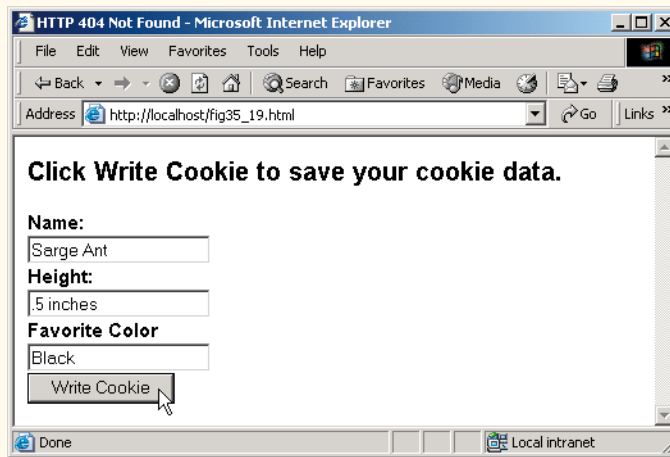 HTTP 404 Not Found - Microsoft Internet Explorer
File Edit View Favorites Tools Help
Back Search Favorites Media »
Address http://localhost/fig35_19.html Go Links »
Click Write Cookie to save your cookie data.
Name:
Sarge Ant
Height:
.5 inches
Favorite Color
Black
Write Cookie
Done Local intranet